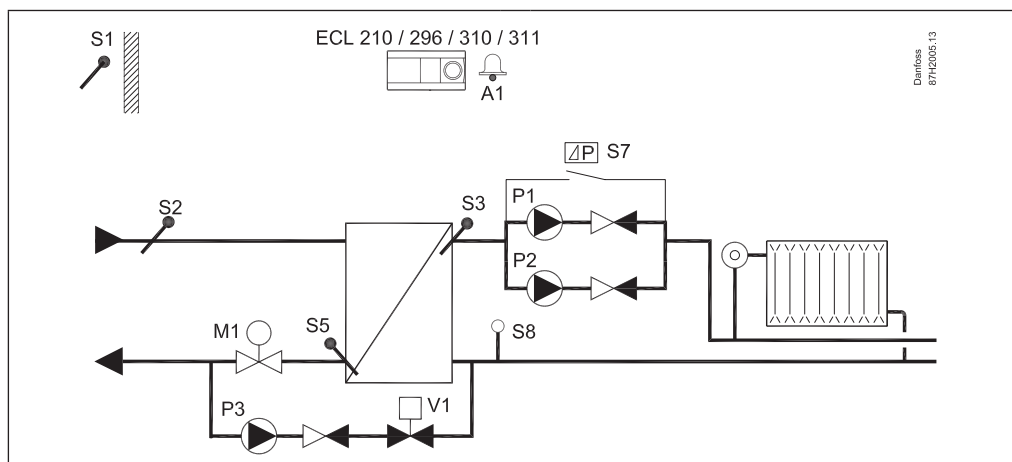 S1
ECL 210 / 296 / 310 / 311
A1
Danfoss
87H2005.13
P S7
S2
S3
P1
P2
M1
S5
S8
P3
V1